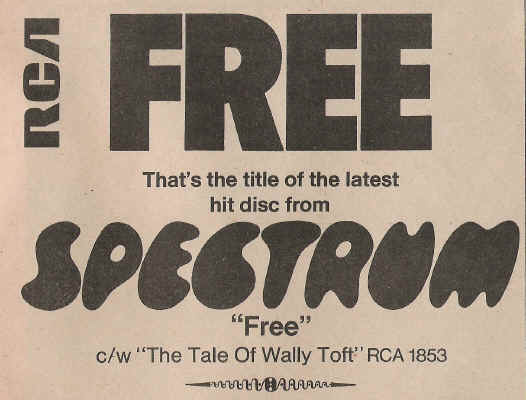 RCA
FREE
That's the title of the latest
hit disc from
SPECTRUM
"Free"
c/w "The Tale Of Wally Toft" RCA 1853